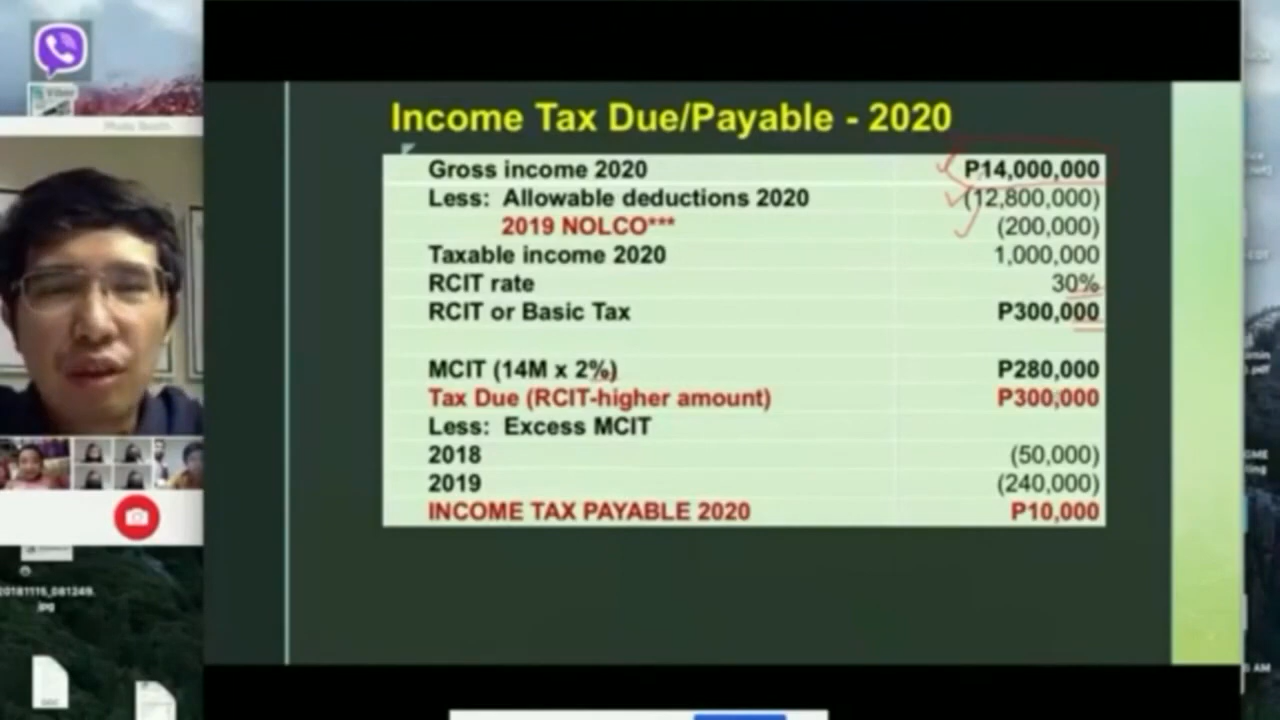 Income Tax Due/Payable - 2020
Gross income 2020 P14,000,000
Less: Allowable deductions 2020 (12,800,000)
2019 NOLCO*** (200,000)
Taxable income 2020 1,000,000
RCIT rate 30%
RCIT or Basic Tax P300,000
MCIT (14M x 2%) P280,000
Tax Due (RCIT-higher amount) P300,000
Less: Excess MCIT
2018 (50,000)
2019 (240,000)
INCOME TAX PAYABLE 2020 P10,000
Viber
20181115_081249.
jpg